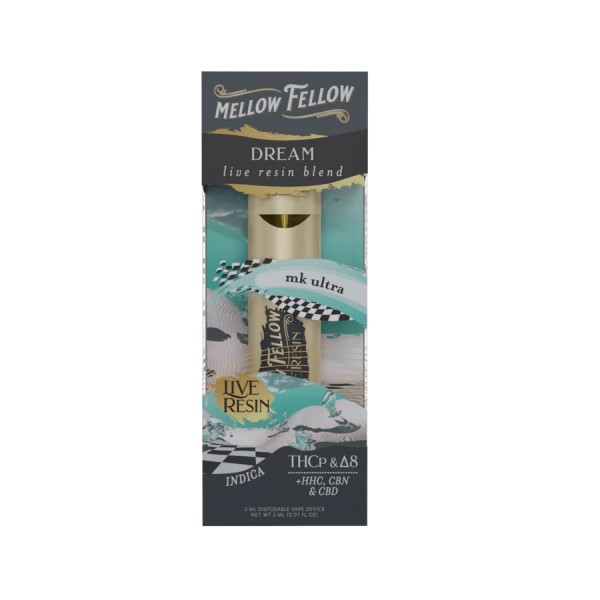 MELLOW FELLOW
DREAM
live resin blend
mk ultra
FELLOW
RESIN
LIVE
RESIN
INDICA
THCP & Δ8
+HHC, CBN
& CBD
2 ML DISPOSABLE VAPE DEVICE
NET WT 2 ML (0.07 FL OZ)